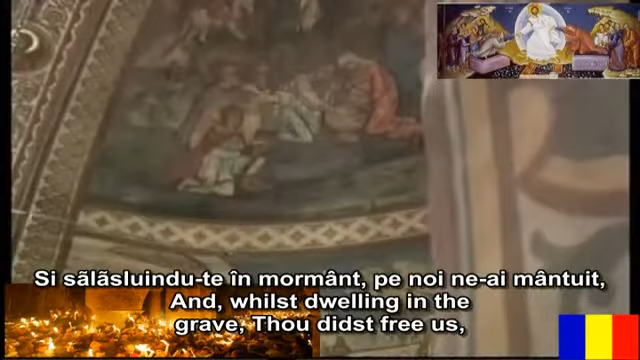 Si sãlãsluindu-te în mormânt, pe noi ne-ai mântuit,
And, whilst dwelling in the
grave, Thou didst free us,